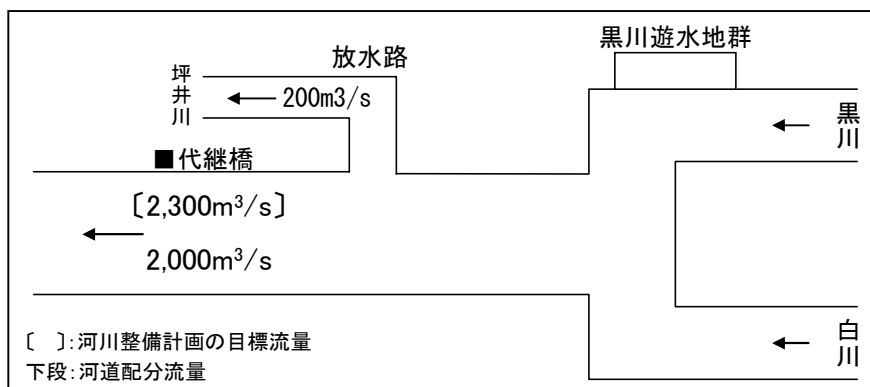 黒川遊水地群
放水路
坪井川
200m3/s
黒川
■代継橋
〔2,300m³/s〕
2,000m³/s
白川
〔　〕：河川整備計画の目標流量
下段：河道配分流量